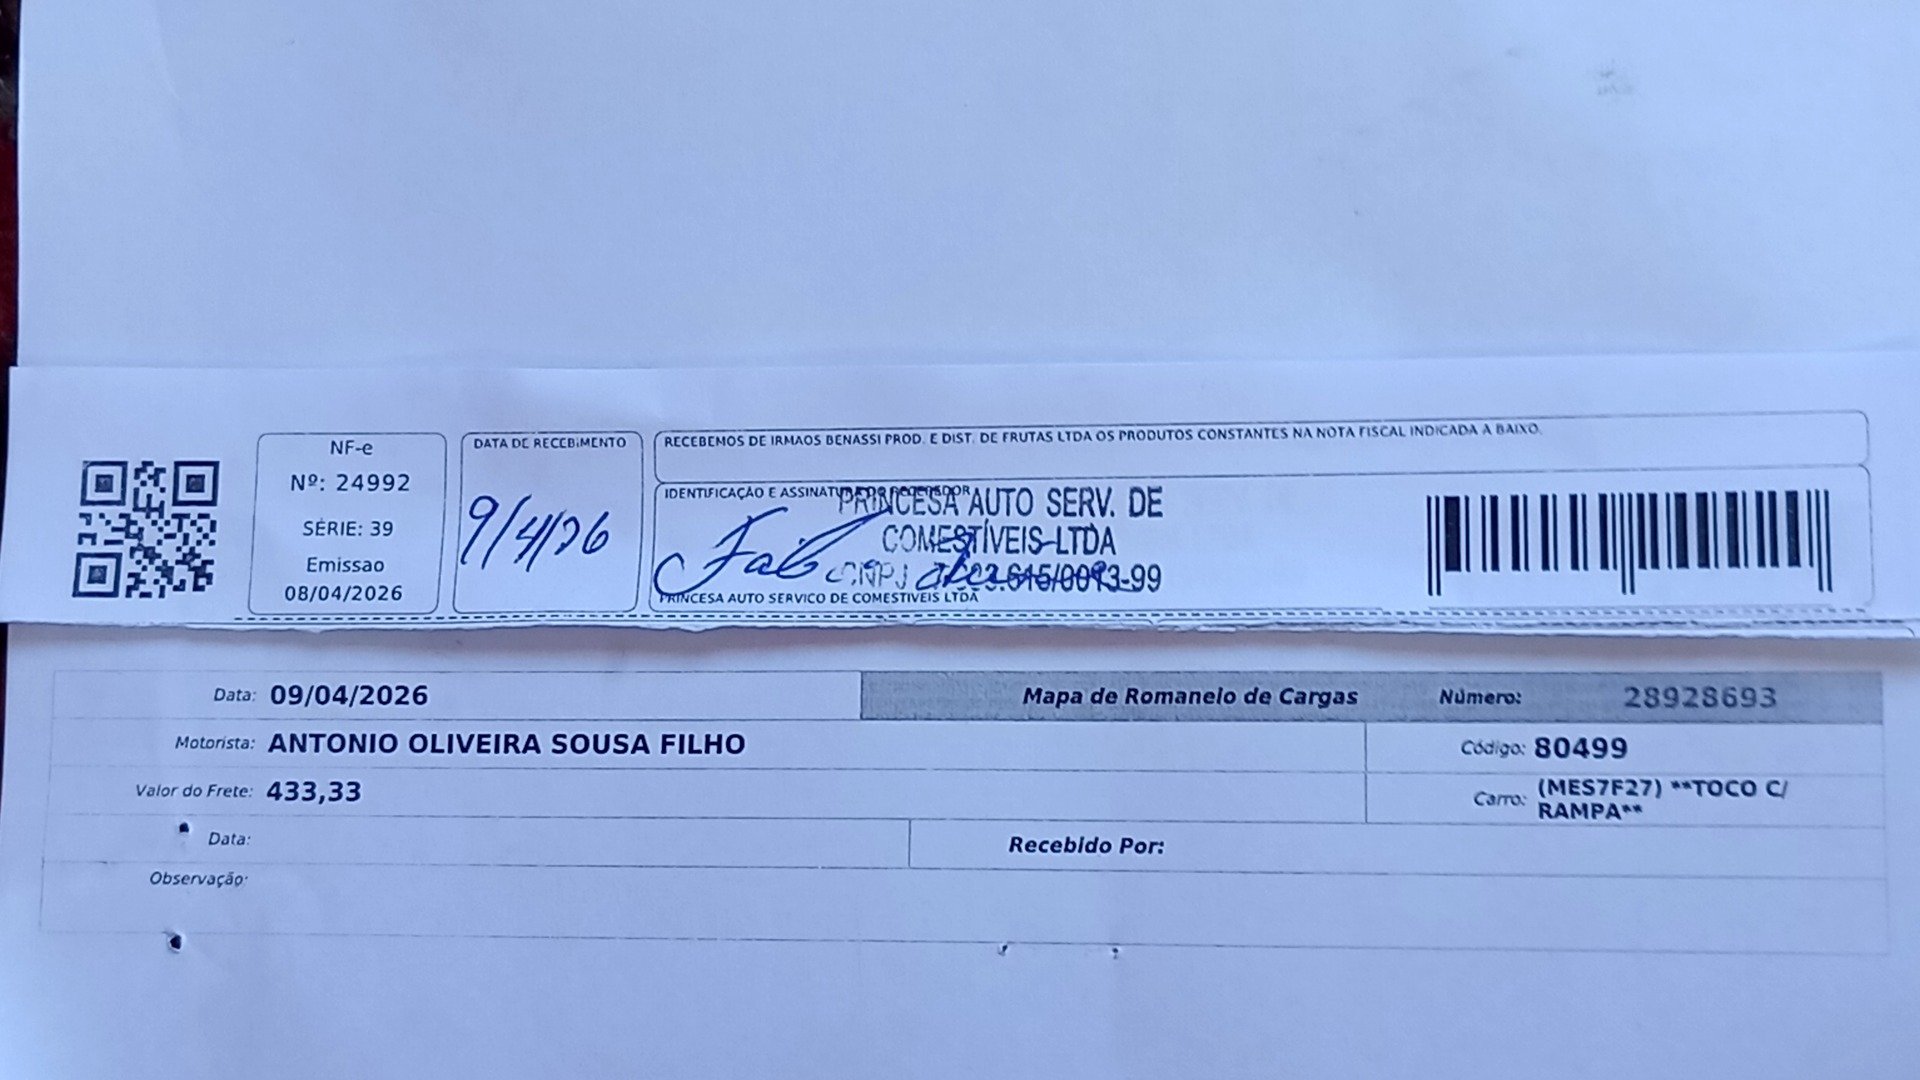 NF-e
Nº: 24992
SÉRIE: 39
Emissao
08/04/2026
DATA DE RECEBIMENTO
9/4/26
RECEBEMOS DE IRMAOS BENASSI PROD. E DIST. DE FRUTAS LTDA OS PRODUTOS CONSTANTES NA NOTA FISCAL INDICADA A BAIXO.
IDENTIFICAÇÃO E ASSINATURA DO RECEBEDOR
PRINCESA AUTO SERV. DE
COMESTÍVEIS-LTDA
CNPJ
PRINCESA AUTO SERVICO DE COMESTIVEIS LTDA
Data: 09/04/2026 Mapa de Romanelo de Cargas Número: 28928693
Motorista: ANTONIO OLIVEIRA SOUSA FILHO Código: 80499
Valor do Frete: 433,33 Carro: (MES7F27) **TOCO C/
RAMPA**
Data: Recebido Por:
Observação: